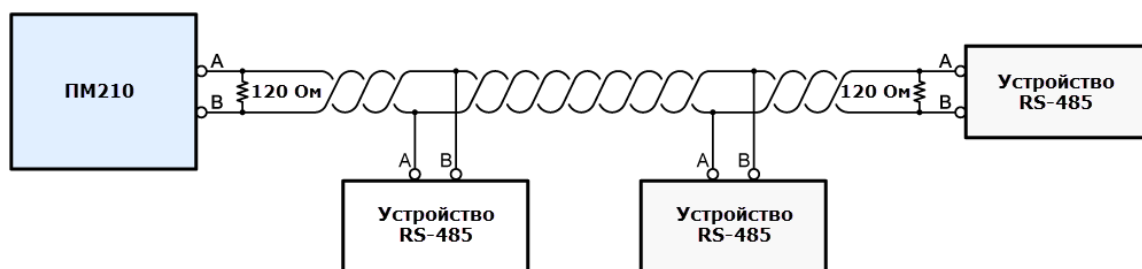 ПМ210
A
B
120 Ом
120 Ом
A
B
Устройство
RS-485
A
B
Устройство
RS-485
A
B
Устройство
RS-485